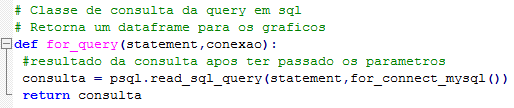 # Classe de consulta da query em sql
# Retorna um dataframe para os graficos
def for_query(statement,conexao):
#resultado da consulta apos ter passado os parametros
consulta = psql.read_sql_query(statement,for_connect_mysql())
return consulta